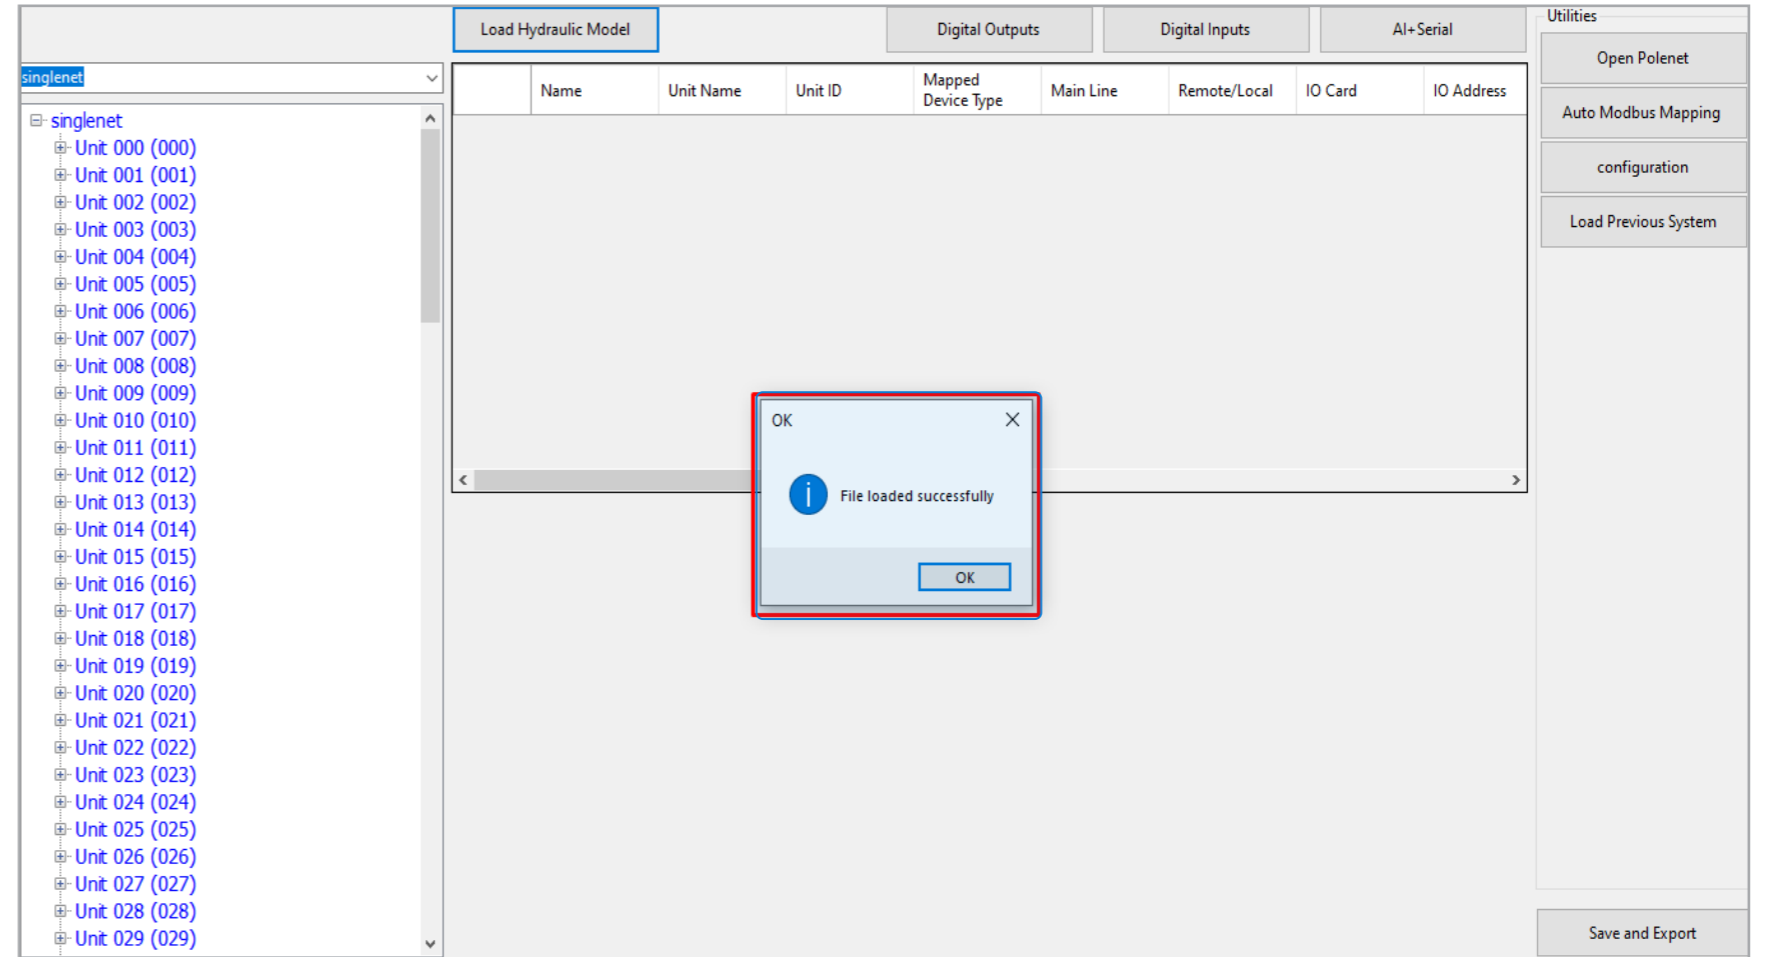 Load Hydraulic Model
Digital Outputs
Digital Inputs
AI+Serial
Utilities
Open Polenet
Auto Modbus Mapping
configuration
Load Previous System
singlenet
Name
Unit Name
Unit ID
Mapped
Device Type
Main Line
Remote/Local
IO Card
IO Address
singlenet
Unit 000 (000)
Unit 001 (001)
Unit 002 (002)
Unit 003 (003)
Unit 004 (004)
Unit 005 (005)
Unit 006 (006)
Unit 007 (007)
Unit 008 (008)
Unit 009 (009)
Unit 010 (010)
Unit 011 (011)
Unit 012 (012)
Unit 013 (013)
Unit 014 (014)
Unit 015 (015)
Unit 016 (016)
Unit 017 (017)
Unit 018 (018)
Unit 019 (019)
Unit 020 (020)
Unit 021 (021)
Unit 022 (022)
Unit 023 (023)
Unit 024 (024)
Unit 025 (025)
Unit 026 (026)
Unit 027 (027)
Unit 028 (028)
Unit 029 (029)
OK
File loaded successfully
OK
Save and Export